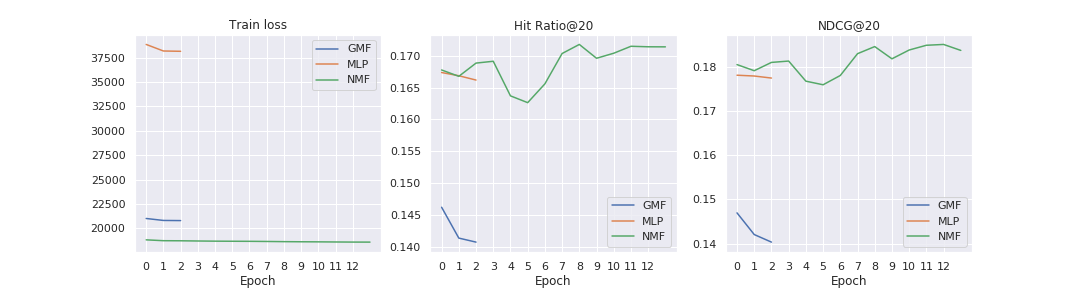 Train loss
37500
35000
32500
30000
27500
25000
22500
20000
GMF
MLP
NMF
0 1 2 3 4 5 6 7 8 9 10 11 12
Epoch
Hit Ratio@20
0.170
0.165
0.160
0.155
0.150
0.145
0.140
GMF
MLP
NMF
0 1 2 3 4 5 6 7 8 9 10 11 12
Epoch
NDCG@20
0.18
0.17
0.16
0.15
0.14
GMF
MLP
NMF
0 1 2 3 4 5 6 7 8 9 10 11 12
Epoch